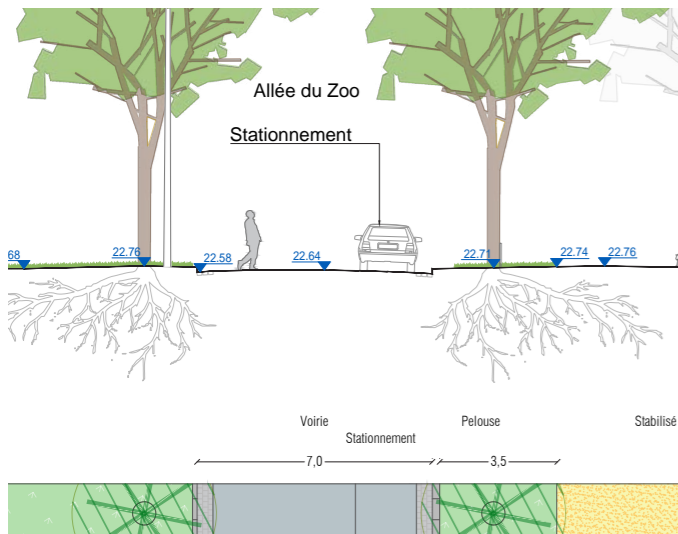 Allée du Zoo
Stationnement
68
22.76
22.58
22.64
22.71
22.74
22.76
Voirie
Pelouse
Stabilisé
Stationnement
7,0
3,5